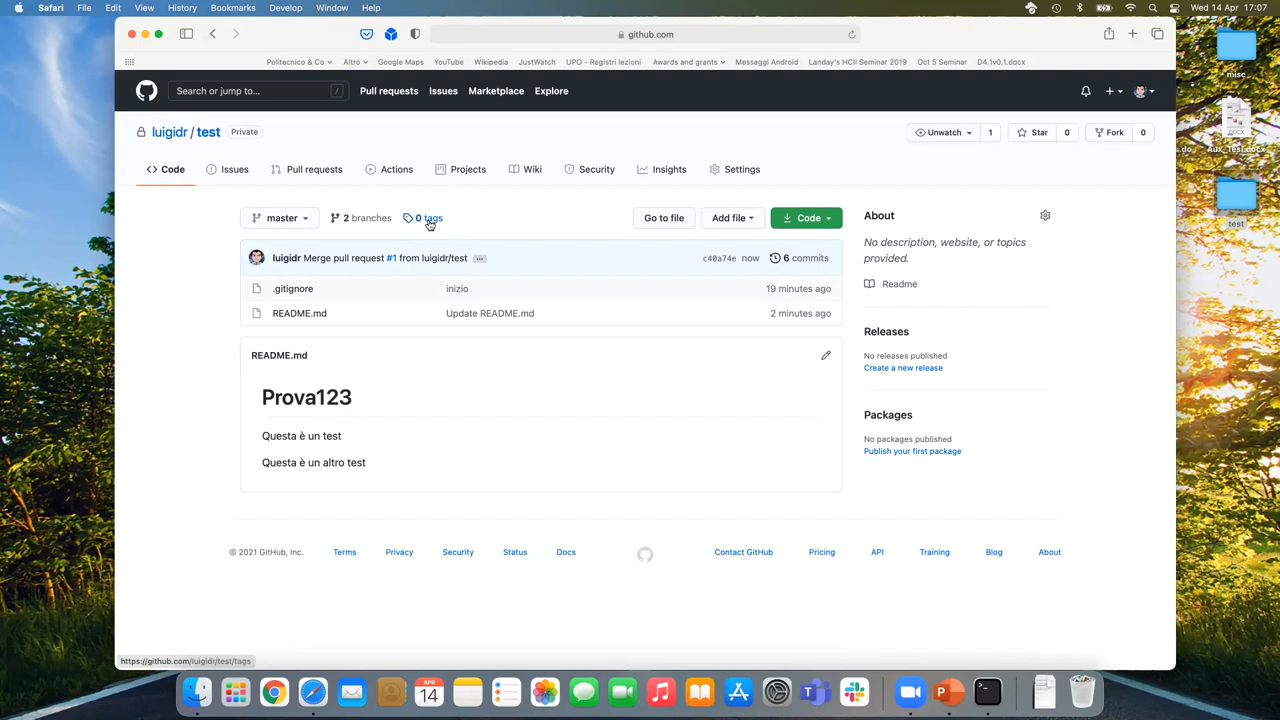 Safari File Edit View History Bookmarks Develop Window Help Wed 14 Apr 17:07
github.com
Politecnico & Co Altro Google Maps YouTube Wikipedia JustWatch UPO - Registri lezioni Awards and grants Messaggi Android Landay's HCII Seminar 2019 Oct 5 Seminar D4.1v0.1.docx
misc
Search or jump to... / Pull requests Issues Marketplace Explore
luigidr / test Private Unwatch 1 Star 0 Fork 0
s.do Aux_Test.docx
Code Issues Pull requests Actions Projects Wiki Security Insights Settings
master 2 branches 0 tags Go to file Add file Code
test
About
No description, website, or topics
provided.
Readme
luigidr Merge pull request #1 from luigidr/test ... c40a74e now 6 commits
.gitignore inizio 19 minutes ago
README.md Update README.md 2 minutes ago
Releases
No releases published
Create a new release
README.md
Prova123
Questa è un test
Questa è un altro test
Packages
No packages published
Publish your first package
© 2021 GitHub, Inc. Terms Privacy Security Status Docs Contact GitHub Pricing API Training Blog About
https://github.com/luigidr/test/tags
APR
14